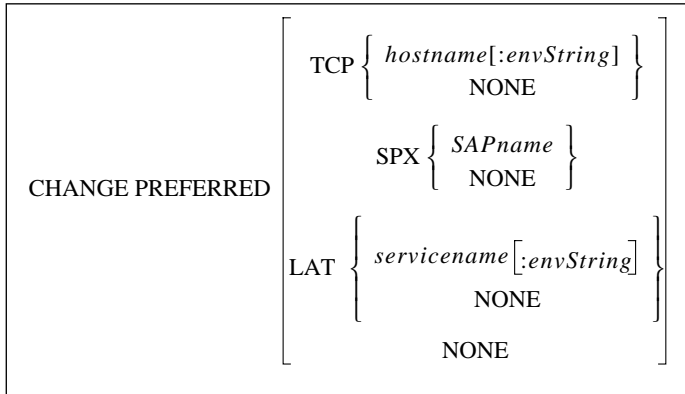 TCP { hostname[:envString] }
NONE
SPX { SAPname }
NONE
CHANGE PREFERRED
LAT { servicename[:envString] }
NONE
NONE